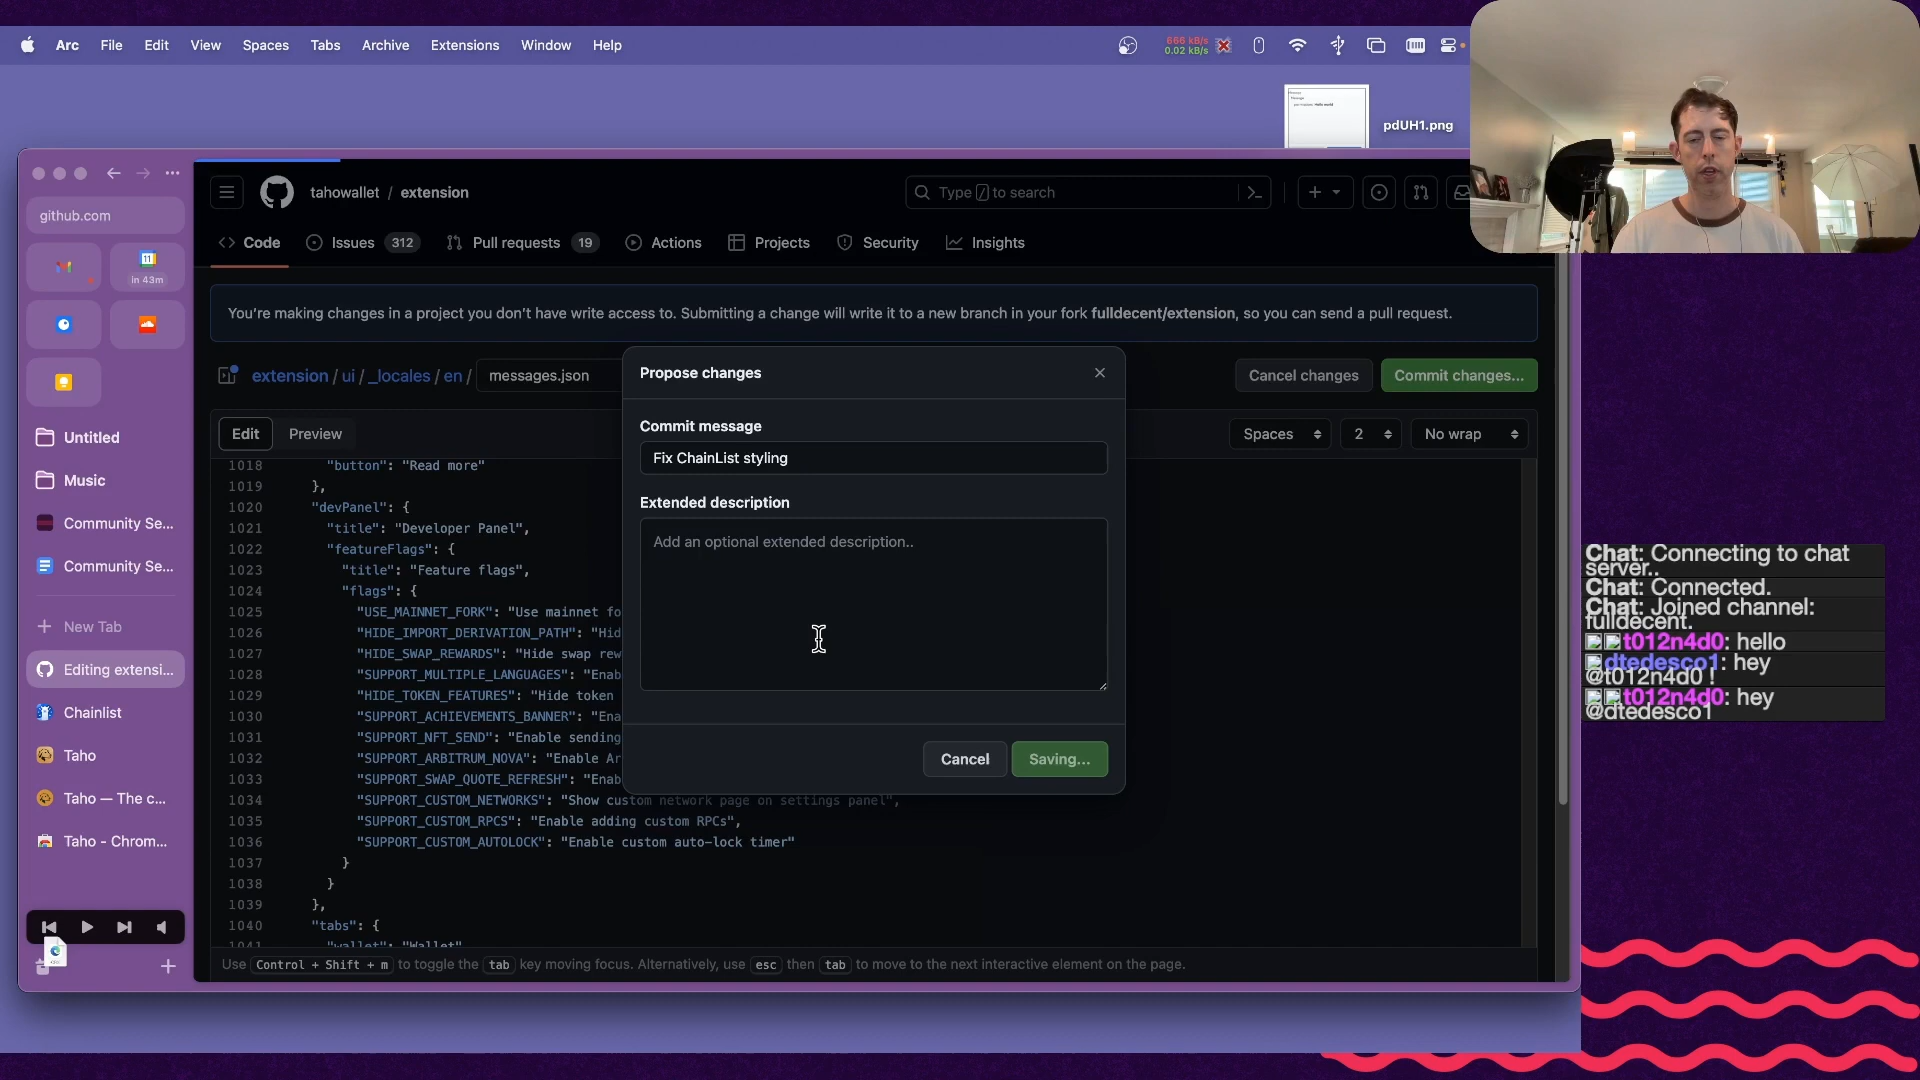 Arc File Edit View Spaces Tabs Archive Extensions Window Help
666 kB/s
0.02 kB/s
pdUH1.png
github.com
11
in 43m
Untitled
Music
Community Se...
Community Se...
New Tab
Editing extensi...
Chainlist
Taho
Taho — The c...
Taho - Chrom...
tahowallet / extension
Type / to search
Code
Issues 312
Pull requests 19
Actions
Projects
Security
Insights
You're making changes in a project you don't have write access to. Submitting a change will write it to a new branch in your fork fulldecent/extension, so you can send a pull request.
extension / ui / _locales / en / messages.json
Cancel changes
Commit changes...
Edit
Preview
Spaces
2
No wrap
1018 "button": "Read more"
1019 },
1020 "devPanel": {
1021 "title": "Developer Panel",
1022 "featureFlags": {
1023 "title": "Feature flags",
1024 "flags": {
1025 "USE_MAINNET_FORK": "Use mainnet fo
1026 "HIDE_IMPORT_DERIVATION_PATH": "Hid
1027 "HIDE_SWAP_REWARDS": "Hide swap rew
1028 "SUPPORT_MULTIPLE_LANGUAGES": "Enab
1029 "HIDE_TOKEN_FEATURES": "Hide token
1030 "SUPPORT_ACHIEVEMENTS_BANNER": "Ena
1031 "SUPPORT_NFT_SEND": "Enable sending
1032 "SUPPORT_ARBITRUM_NOVA": "Enable Ar
1033 "SUPPORT_SWAP_QUOTE_REFRESH": "Enab
1034 "SUPPORT_CUSTOM_NETWORKS": "Show custom network page on settings panel",
1035 "SUPPORT_CUSTOM_RPCS": "Enable adding custom RPCs",
1036 "SUPPORT_CUSTOM_AUTOLOCK": "Enable custom auto-lock timer"
1037 }
1038 }
1039 },
1040 "tabs": {
1041 "wallet": "Wallet"
Use Control + Shift + m to toggle the tab key moving focus. Alternatively, use esc then tab to move to the next interactive element on the page.
Propose changes
Commit message
Fix ChainList styling
Extended description
Add an optional extended description..
Cancel
Saving...
Chat: Connecting to chat
server..
Chat: Connected.
Chat: Joined channel:
fulldecent.
t012n4d0: hello
dtedesco1: hey
@t012n4d0 !
t012n4d0: hey
@dtedesco1